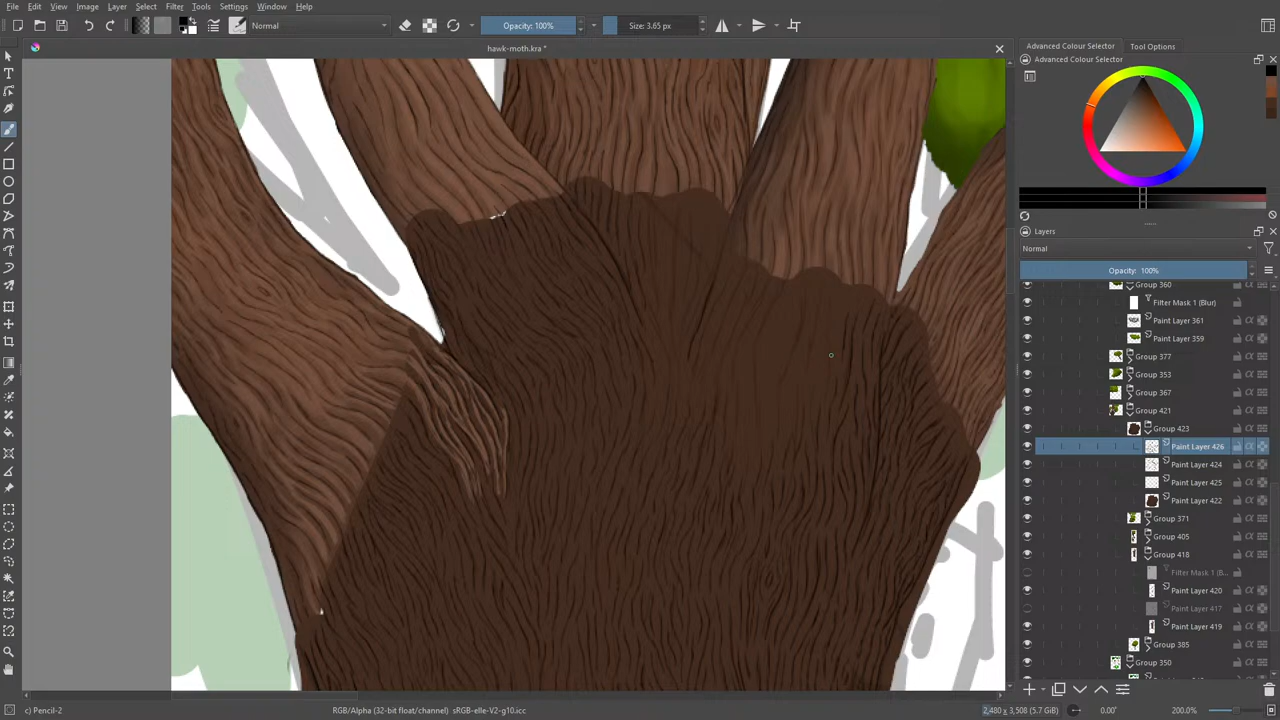 File Edit View Image Layer Select Filter Tools Settings Window Help
Normal
Opacity: 100%
Size: 3.65 px
hawk-moth.kra *
Advanced Colour Selector Tool Options
Advanced Colour Selector
Layers
Normal
Opacity: 100%
Group 360
Filter Mask 1 (Blur)
Paint Layer 361
Paint Layer 359
Group 377
Group 353
Group 367
Group 421
Group 423
Paint Layer 426
Paint Layer 424
Paint Layer 425
Paint Layer 422
Group 371
Group 405
Group 418
Filter Mask 1 (B...
Paint Layer 420
Paint Layer 417
Paint Layer 419
Group 385
Group 350
c) Pencil-2
RGB/Alpha (32-bit float/channel) sRGB-elle-V2-g10.icc
2,480 x 3,508 (5.7 GiB)
0.00°
200.0%